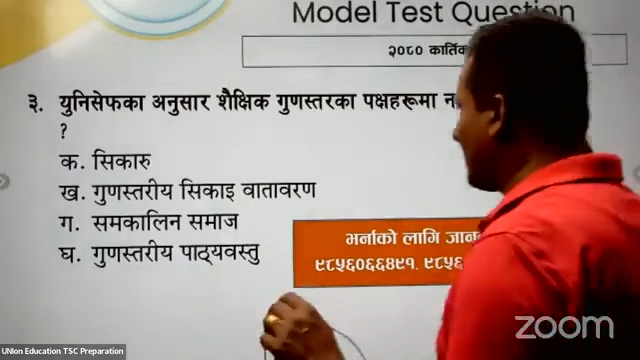 Model Test Question
२०८० कार्तिक
३. युनिसेफका अनुसार शैक्षिक गुणस्तरका पक्षहरूमा
?
क. सिकारु
ख. गुणस्तरीय सिकाइ वातावरण
ग. समकालिन समाज
घ. गुणस्तरीय पाठ्यवस्तु
भर्नाको लागि
९८५६०६६४९१,
zoom
UNIon Education TSC Preparation